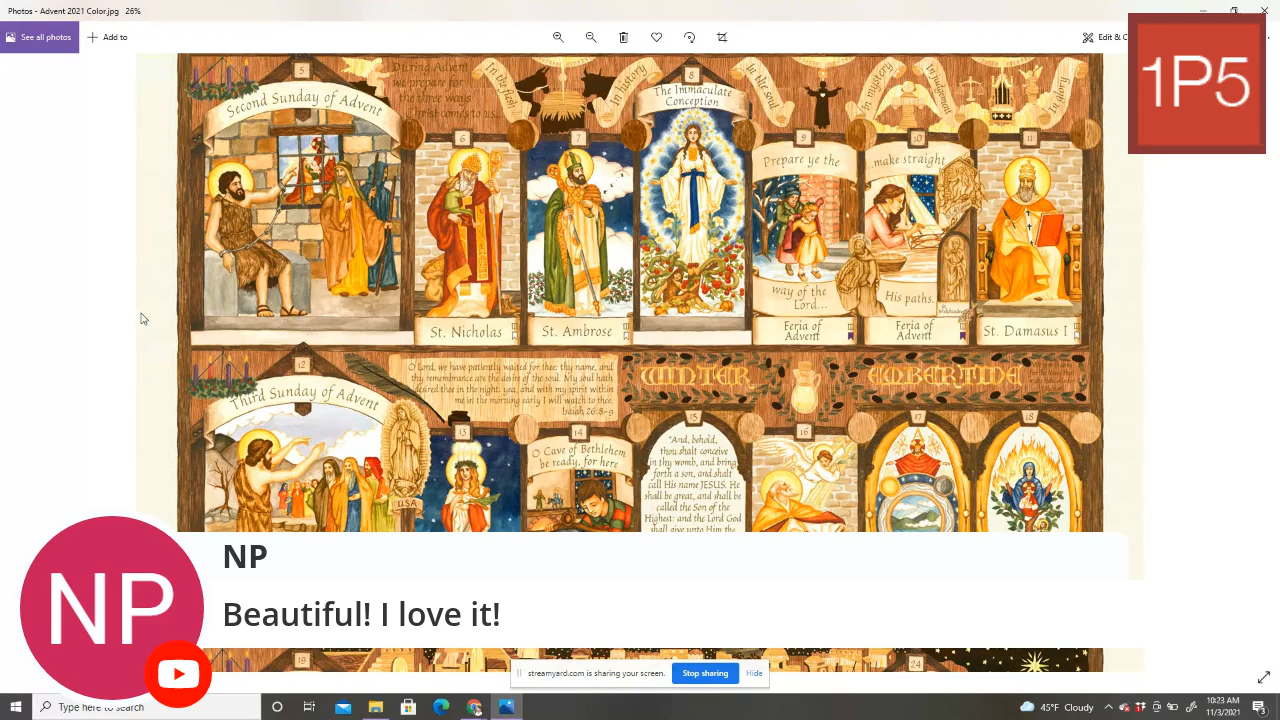 Photos - Advent 2021 Color.jpg   26%
See all photos
Add to
Edit & C
1P5
5
Second Sunday of Advent
During Advent
we prepare for
the three ways
Christ comes to us...
In the flesh
In history
8
The Immaculate
Conception
In the soul
In mystery
In judgement
In glory
6
St. Nicholas
7
St. Ambrose
9
Prepare ye the
way of the
Lord...
Feria of
Advent
10
...make straight
His paths.
Feria of
Advent
11
St. Damasus I
12
Third Sunday of Advent
O Lord, we have patiently waited for thee: thy name, and
thy remembrance are the desire of the soul. My soul hath
desired thee in the night: yea, and with my spirit within
me in the morning early I will watch to thee.
Isaiah 26:8-9
WINTER
EMBERTIDE
USA
13
14
O Cave of Bethlehem
be ready, for here
15
"And, behold,
thou shalt conceive
in thy womb, and bring
forth a son, and shalt
call His name JESUS. He
shall be great, and shall be
called the Son of the
Highest: and the Lord God
shall give unto Him the
16
17
18
NP
NP
Beautiful! I love it!
19
24
streamyard.com is sharing your screen.
Stop sharing
Hide
Type here to search
45°F Cloudy
10:23 AM
11/3/2021
3